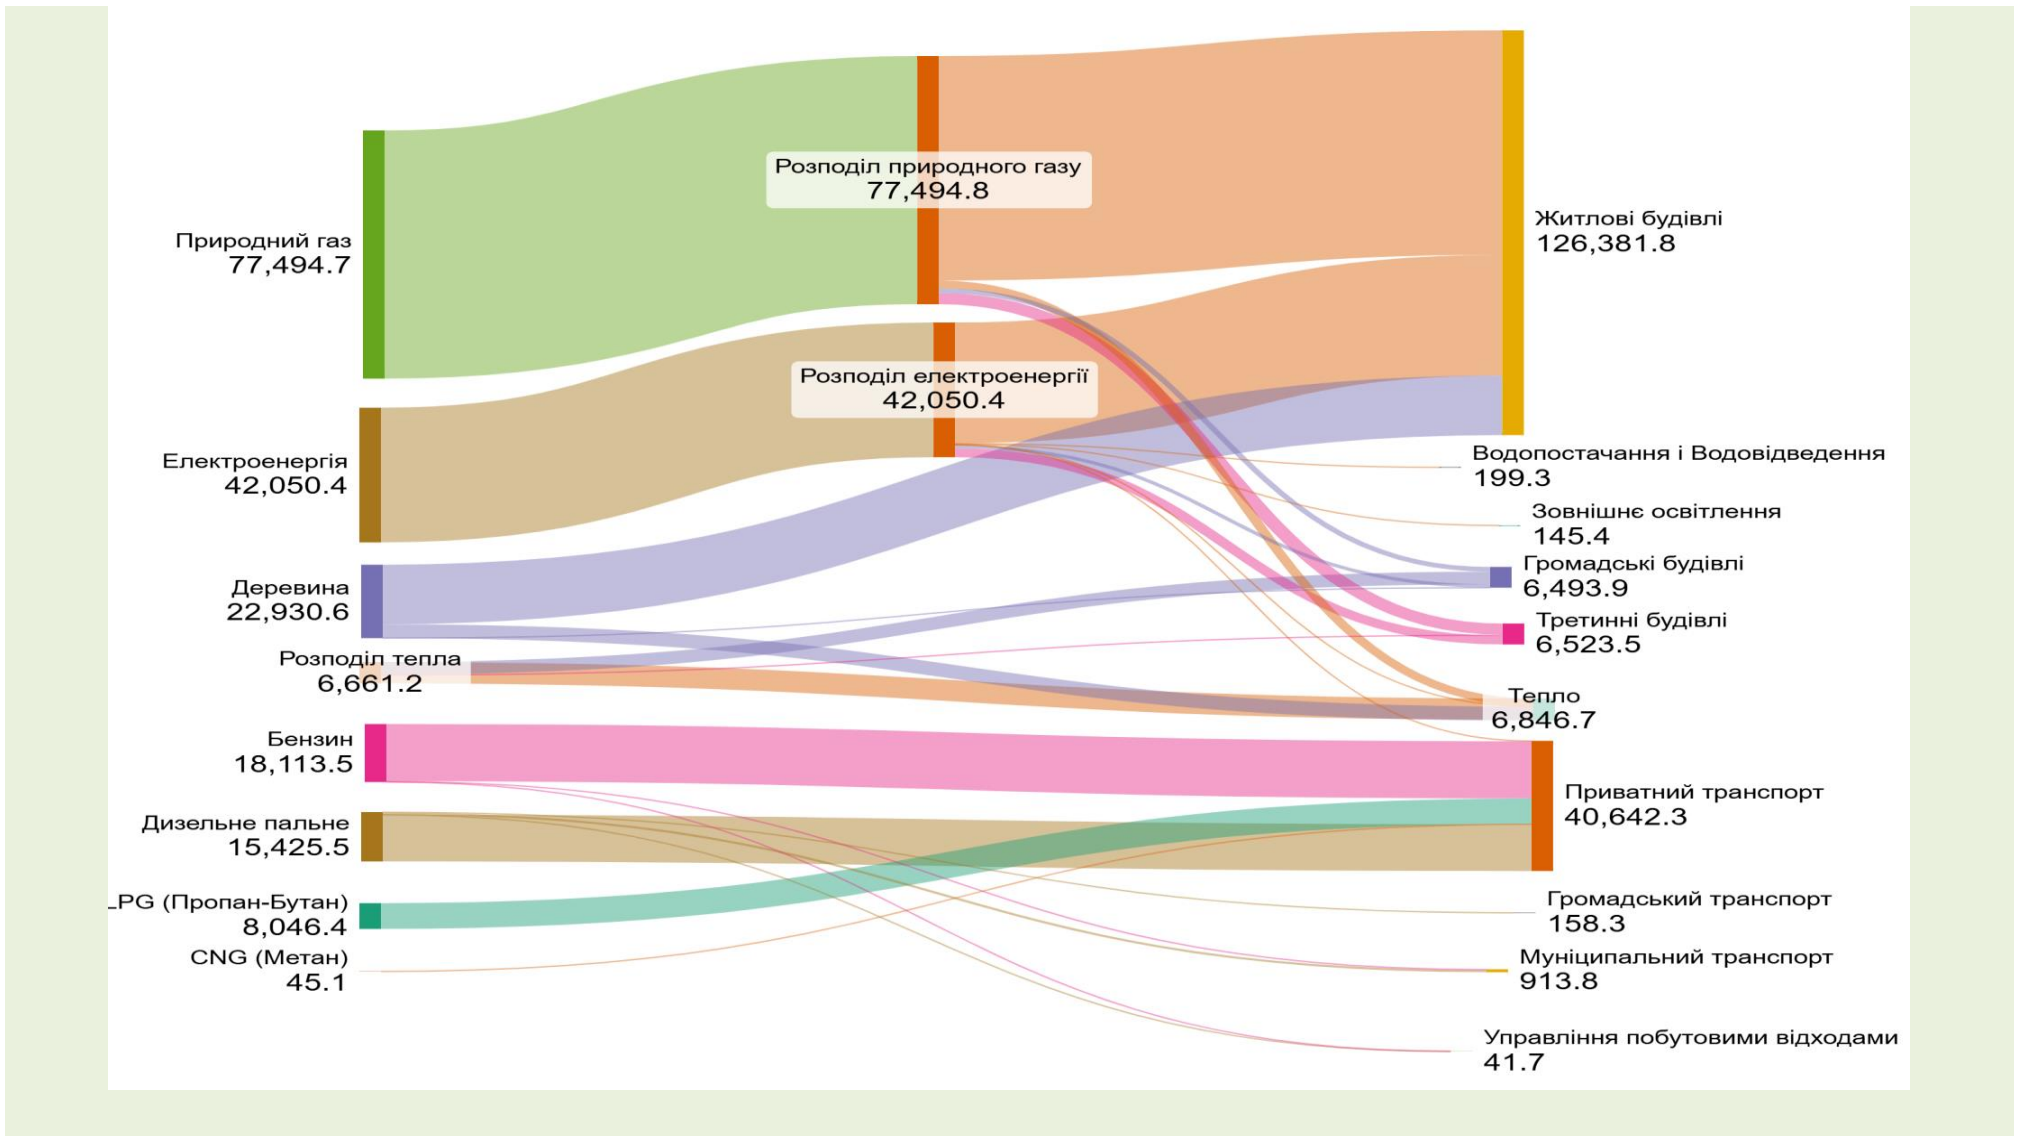 Природний газ
77,494.7
Електроенергія
42,050.4
Деревина
22,930.6
Розподіл тепла
6,661.2
Бензин
18,113.5
Дизельне пальне
15,425.5
LPG (Пропан-Бутан)
8,046.4
CNG (Метан)
45.1
Розподіл природного газу
77,494.8
Розподіл електроенергії
42,050.4
Житлові будівлі
126,381.8
Водопостачання і Водовідведення
199.3
Зовнішнє освітлення
145.4
Громадські будівлі
6,493.9
Третинні будівлі
6,523.5
Тепло
6,846.7
Приватний транспорт
40,642.3
Громадський транспорт
158.3
Муніципальний транспорт
913.8
Управління побутовими відходами
41.7